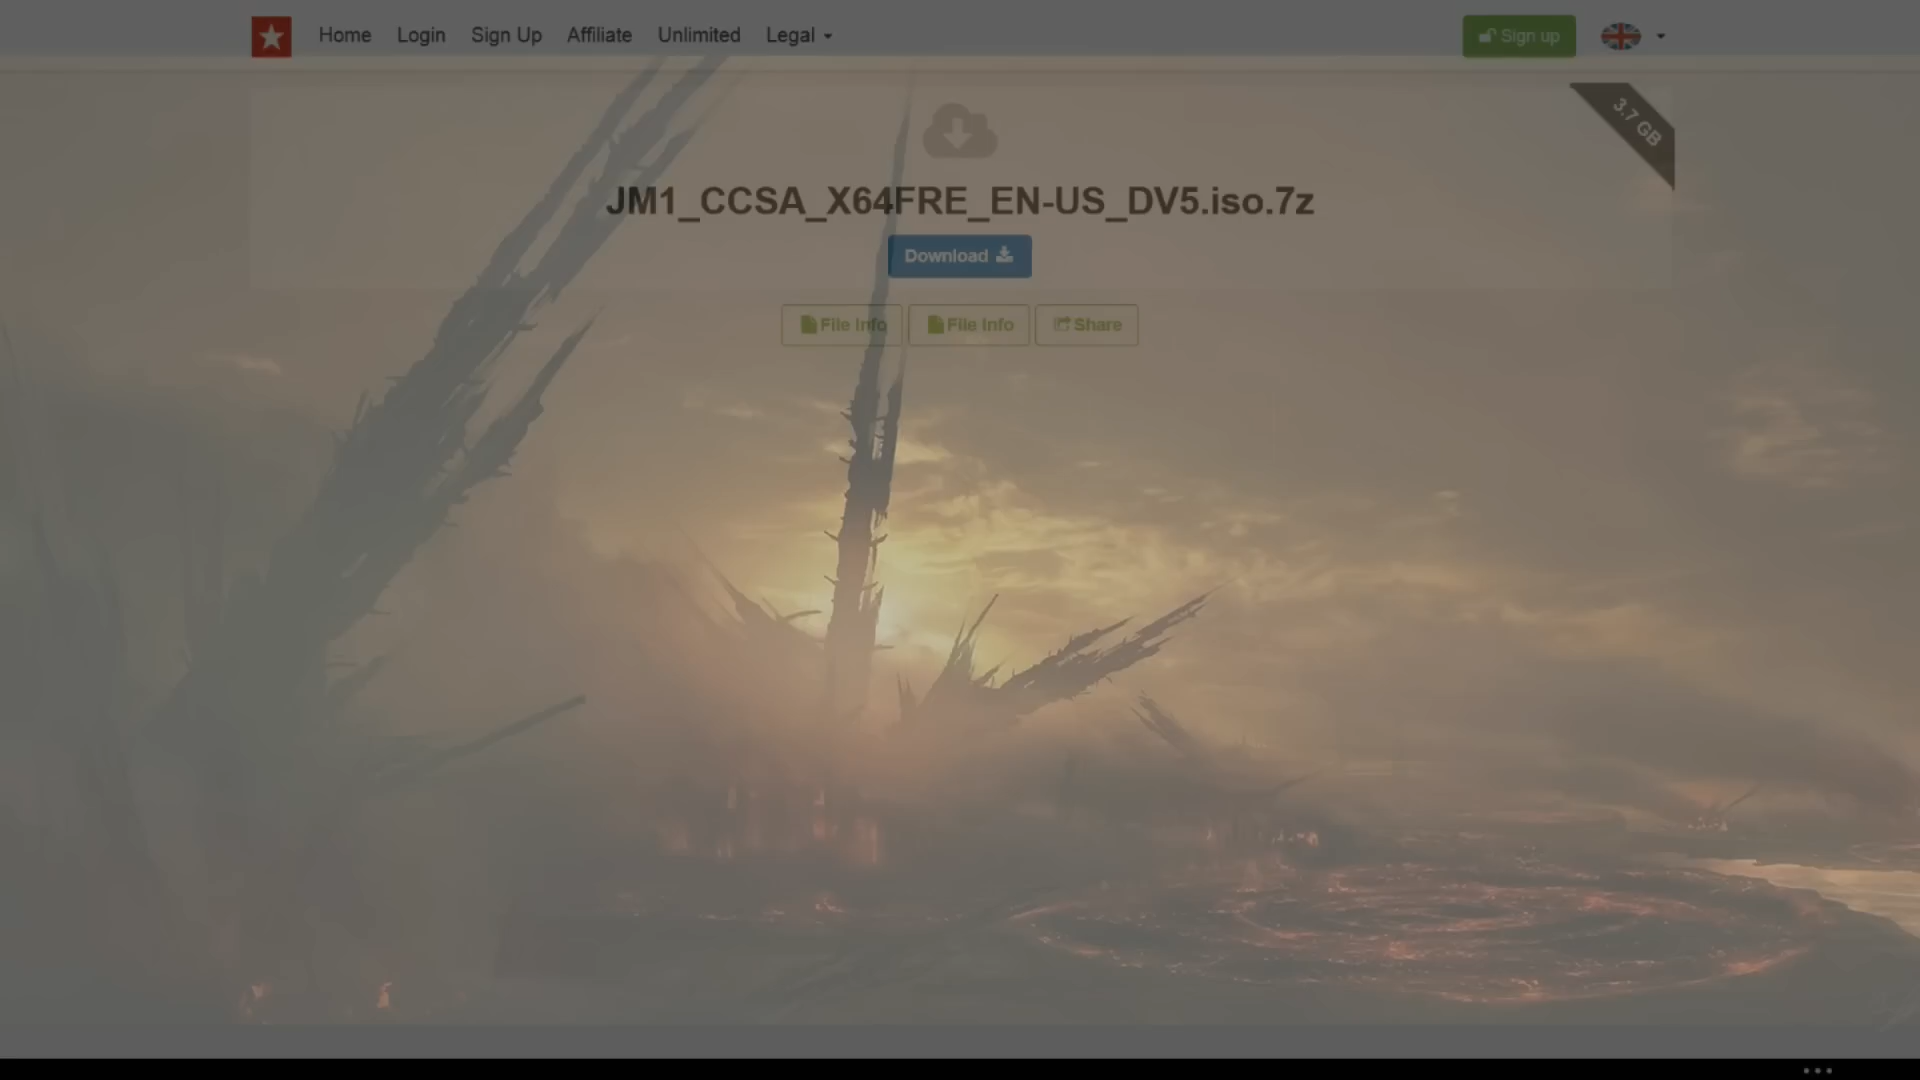 Home Login Sign Up Affiliate Unlimited Legal Sign up
3.7 GB
JM1_CCSA_X64FRE_EN-US_DV5.iso.7z
Download
File Info File Info Share